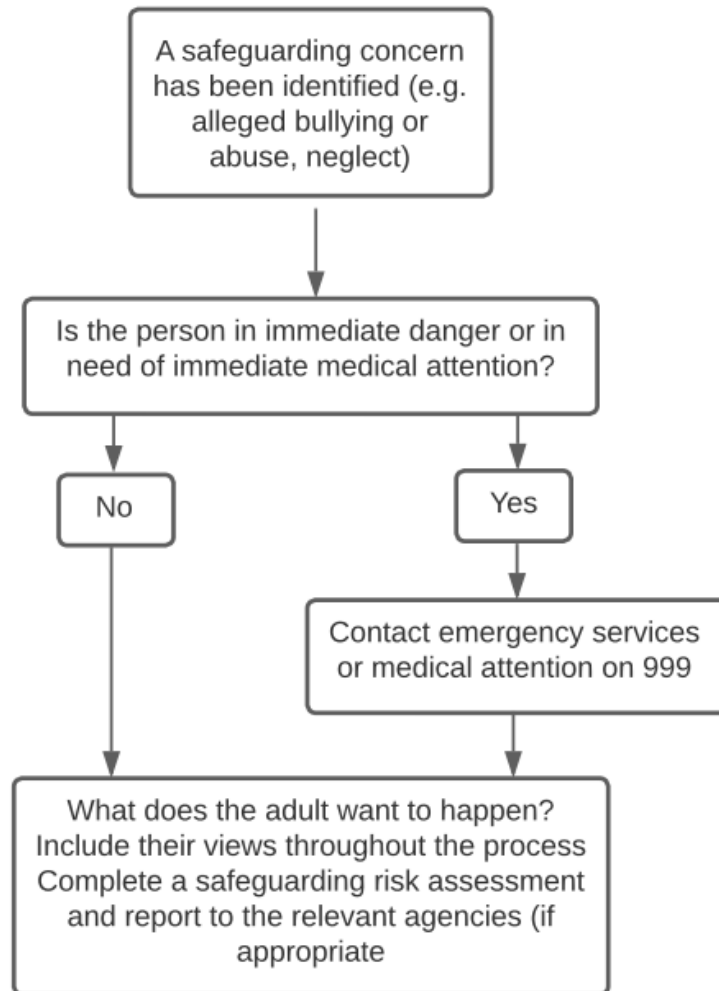 A safeguarding concern
has been identified (e.g.
alleged bullying or
abuse, neglect)
Is the person in immediate danger or in
need of immediate medical attention?
No
Yes
Contact emergency services
or medical attention on 999
What does the adult want to happen?
Include their views throughout the process
Complete a safeguarding risk assessment
and report to the relevant agencies (if
appropriate